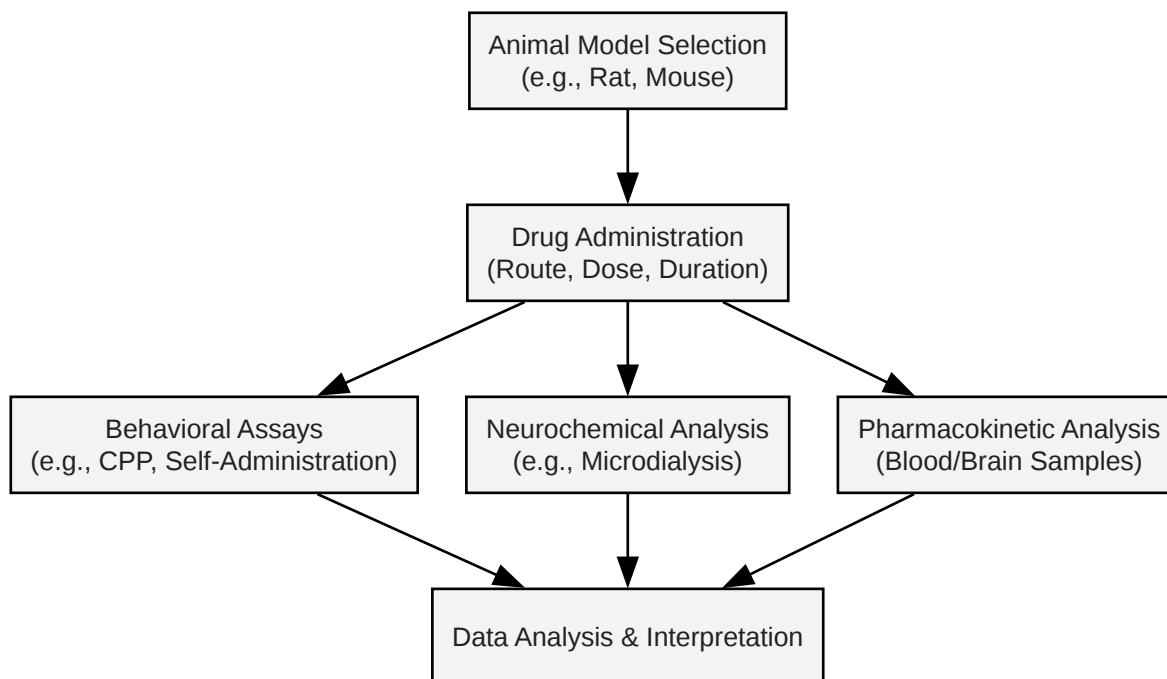 Animal Model Selection
(e.g., Rat, Mouse)
Drug Administration
(Route, Dose, Duration)
Behavioral Assays
(e.g., CPP, Self-Administration)
Neurochemical Analysis
(e.g., Microdialysis)
Pharmacokinetic Analysis
(Blood/Brain Samples)
Data Analysis & Interpretation